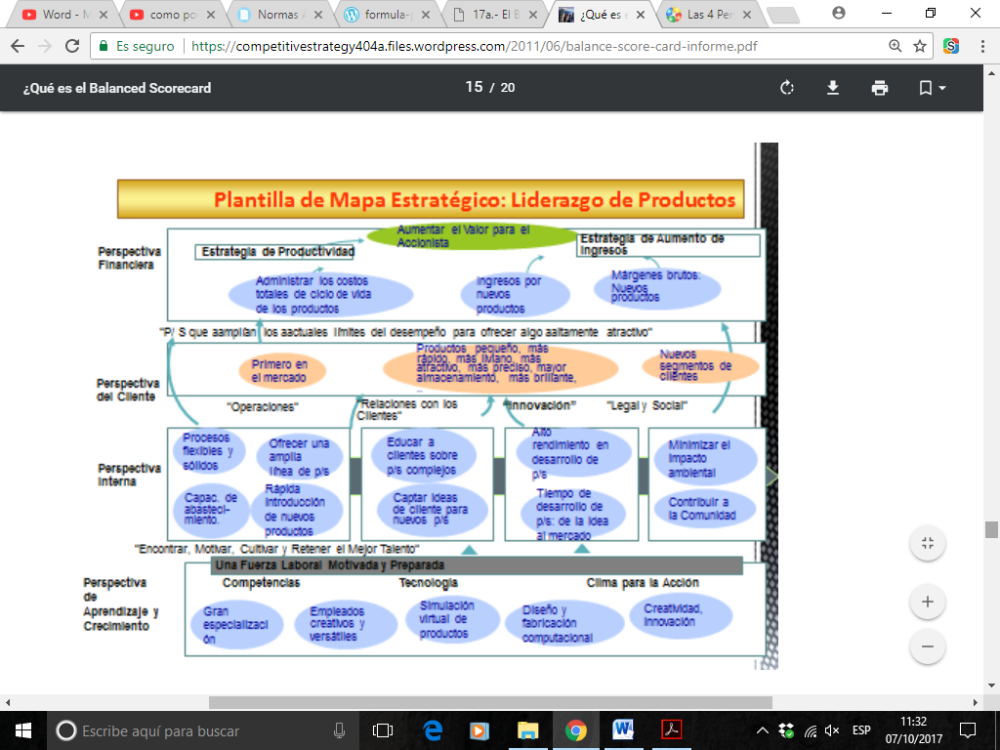 Word - M
como po
Normas A
formula-p
17a.- El B
¿Qué es e
Las 4 Per
Es seguro
https://competitivestrategy404a.files.wordpress.com/2011/06/balance-score-card-informe.pdf
¿Qué es el Balanced Scorecard
15 / 20
Plantilla de Mapa Estratégico: Liderazgo de Productos
Perspectiva
Financiera
Aumentar el Valor para el
Accionista
Estrategia de Productividad
Estrategia de Aumento de
Ingresos
Administrar los costos
totales de ciclo de vida
de los productos
Ingresos por
nuevos
productos
Márgenes brutos:
Nuevos
productos
"P/ S que aamplían los aactuales límites del desempeño para ofrecer algo aaltamente atractivo"
Perspectiva
del Cliente
Primero en
el mercado
Productos pequeño, más
rápido, más liviano, más
atractivo, más preciso, mayor
almacenamiento, más brillante,
..
Nuevos
segmentos de
clientes
"Operaciones"
"Relaciones con los
Clientes"
"Innovación"
"Legal y Social"
Perspectiva
Interna
Procesos
flexibles y
sólidos
Ofrecer una
amplia
línea de p/s
Capac. de
abasteci-
miento.
Rápida
Introducción
de nuevos
productos
Educar a
clientes sobre
p/s complejos
Captar ideas
de cliente para
nuevos p/s
Alto
rendimiento en
desarrollo de
p/s
Tiempo de
desarrollo de
p/s: de la idea
al mercado
Minimizar el
impacto
ambiental
Contribuir a
la Comunidad
"Encontrar, Motivar, Cultivar y Retener el Mejor Talento"
Perspectiva
de
Aprendizaje y
Crecimiento
Una Fuerza Laboral Motivada y Preparada
Competencias
Tecnología
Clima para la Acción
Gran
especializaci
ón
Empleados
creativos y
versátiles
Simulación
virtual de
productos
Diseño y
fabricación
computacional
Creatividad,
Innovación
Escribe aquí para buscar
ESP
11:32
07/10/2017